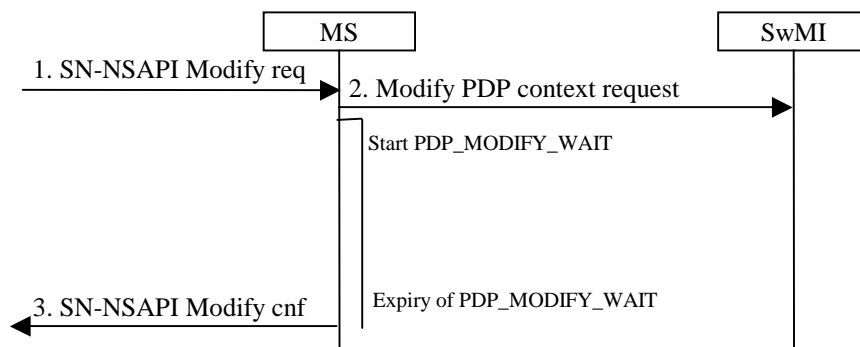 MS
SwMI
1. SN-NSAPI Modify req
2. Modify PDP context request
Start PDP_MODIFY_WAIT
Expiry of PDP_MODIFY_WAIT
3. SN-NSAPI Modify cnf